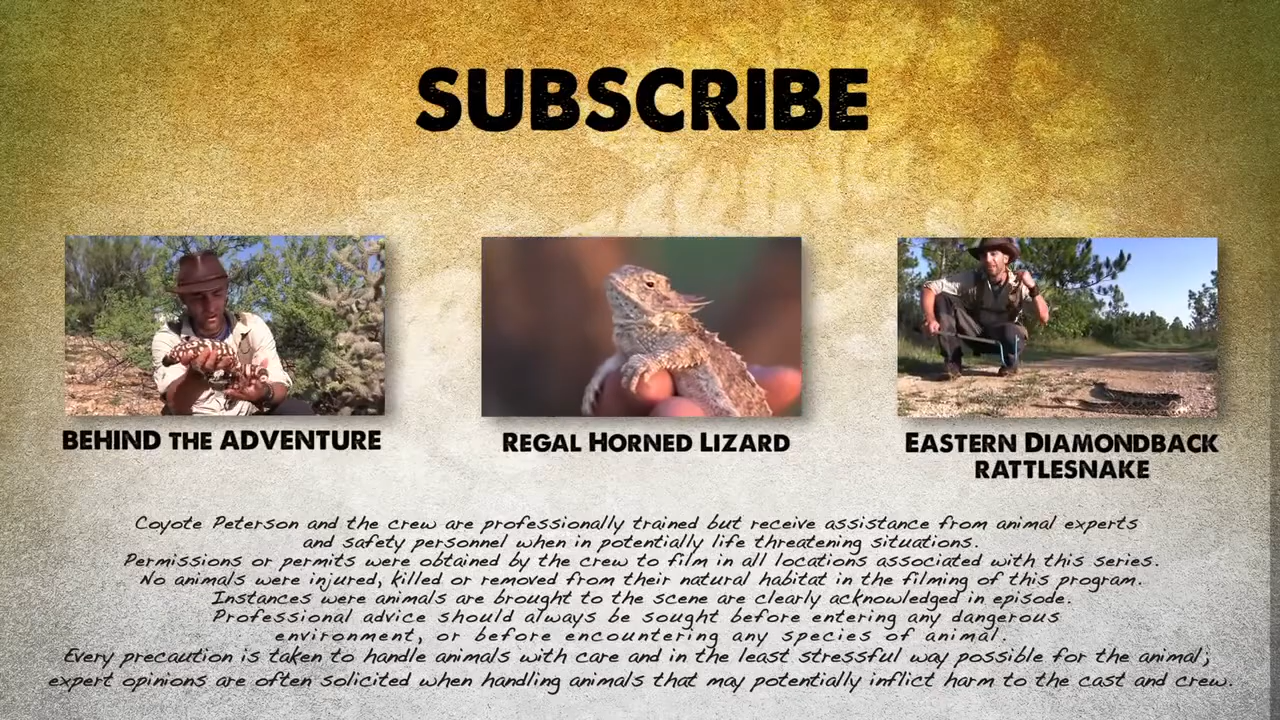 SUBSCRIBE
BEHIND THE ADVENTURE
REGAL HORNED LIZARD
EASTERN DIAMONDBACK
RATTLESNAKE
Coyote Peterson and the crew are professionally trained but receive assistance from animal experts
and safety personnel when in potentially life threatening situations.
Permissions or permits were obtained by the crew to film in all locations associated with this series.
No animals were injured, killed or removed from their natural habitat in the filming of this program.
Instances were animals are brought to the scene are clearly acknowledged in episode.
Professional advice should always be sought before entering any dangerous
environment, or before encountering any species of animal.
Every precaution is taken to handle animals with care and in the least stressful way possible for the animal;
expert opinions are often solicited when handling animals that may potentially inflict harm to the cast and crew.